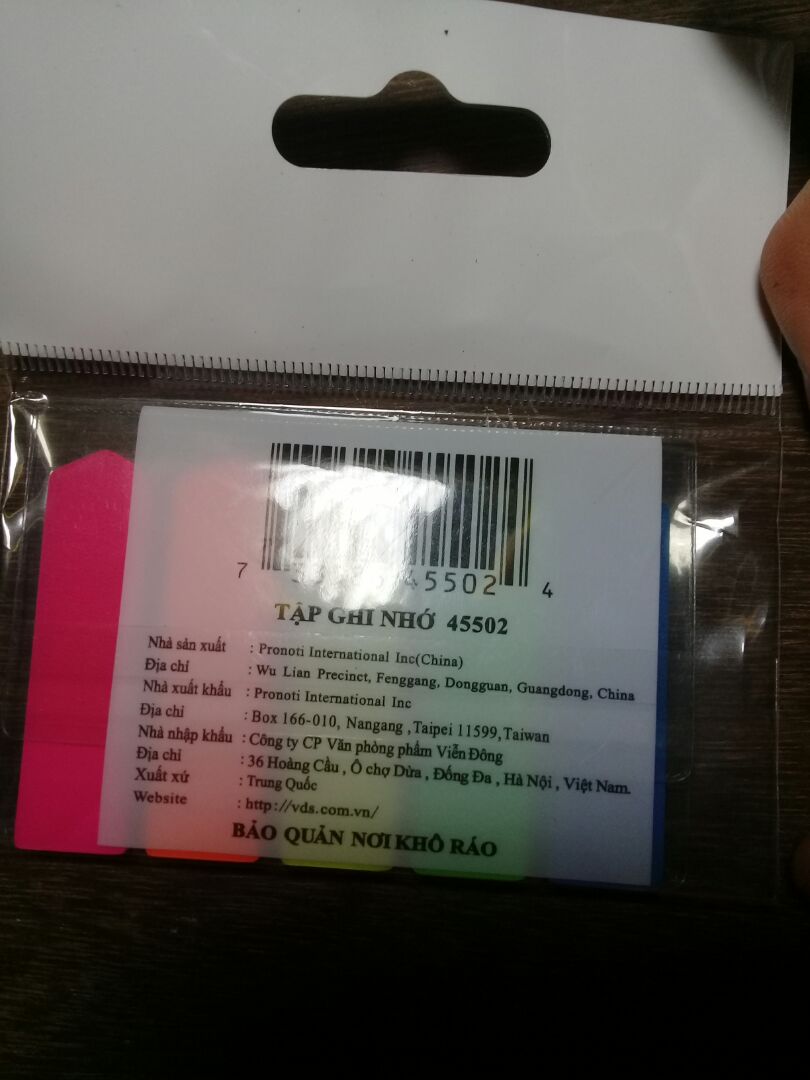 7 45502 4
TẬP GHI NHỚ 45502
Nhà sản xuất : Pronoti International Inc(China)
Địa chỉ : Wu Lian Precinct, Fenggang, Dongguan, Guangdong, China
Nhà xuất khẩu : Pronoti International Inc
Địa chỉ : Box 166-010, Nangang ,Taipei 11599,Taiwan
Nhà nhập khẩu : Công ty CP Văn phòng phẩm Viễn Đông
Địa chỉ : 36 Hoàng Cầu , Ô chợ Dừa , Đống Đa , Hà Nội , Việt Nam.
Xuất xứ : Trung Quốc
Website : http://vds.com.vn/
BẢO QUẢN NƠI KHÔ RÁO